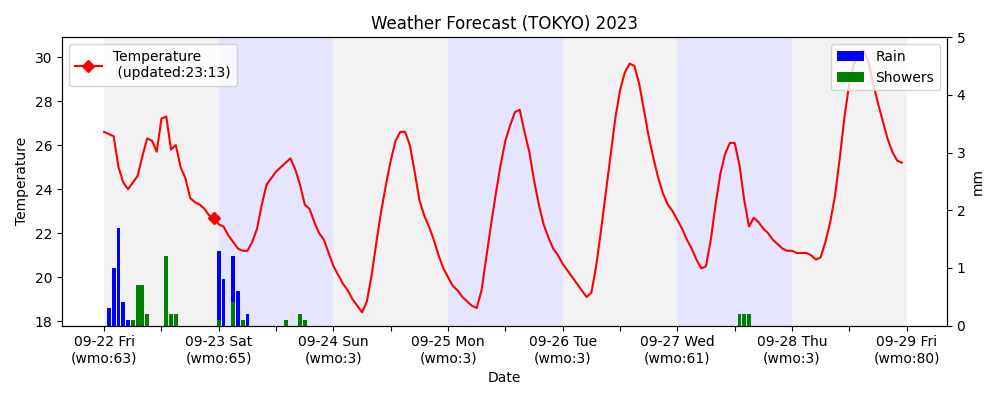 Weather Forecast (TOKYO) 2023
Temperature
(updated:23:13)
Rain
Showers
30
28
26
24
22
20
18
Temperature
5
4
3
2
1
0
mm
09-22 Fri
(wmo:63)
09-23 Sat
(wmo:65)
09-24 Sun
(wmo:3)
09-25 Mon
(wmo:3)
09-26 Tue
(wmo:3)
09-27 Wed
(wmo:61)
09-28 Thu
(wmo:3)
09-29 Fri
(wmo:80)
Date